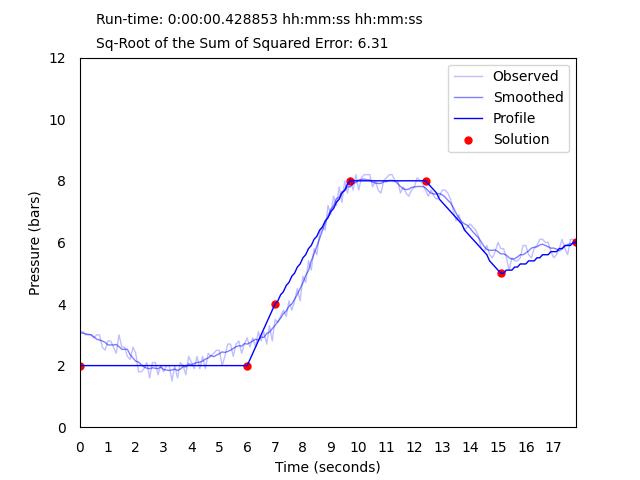 Run-time: 0:00:00.428853 hh:mm:ss hh:mm:ss
Sq-Root of the Sum of Squared Error: 6.31
12
10
8
6
4
2
0
Pressure (bars)
Observed
Smoothed
Profile
Solution
0 1 2 3 4 5 6 7 8 9 10 11 12 13 14 15 16 17
Time (seconds)